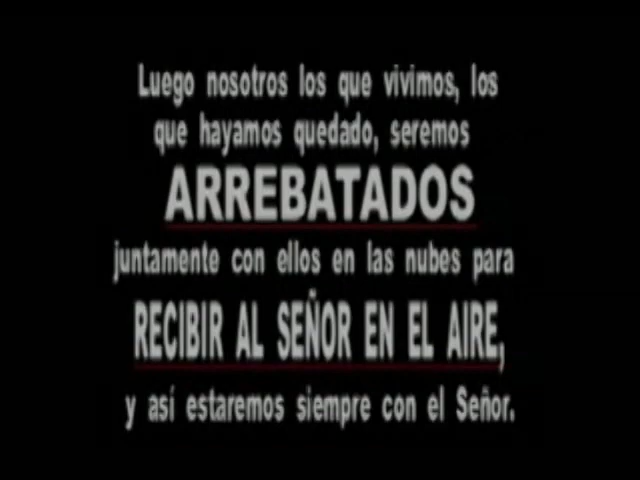 Luego nosotros los que vivimos, los
que hayamos quedado, seremos
ARREBATADOS
juntamente con ellos en las nubes para
RECIBIR AL SEÑOR EN EL AIRE,
y así estaremos siempre con el Señor.